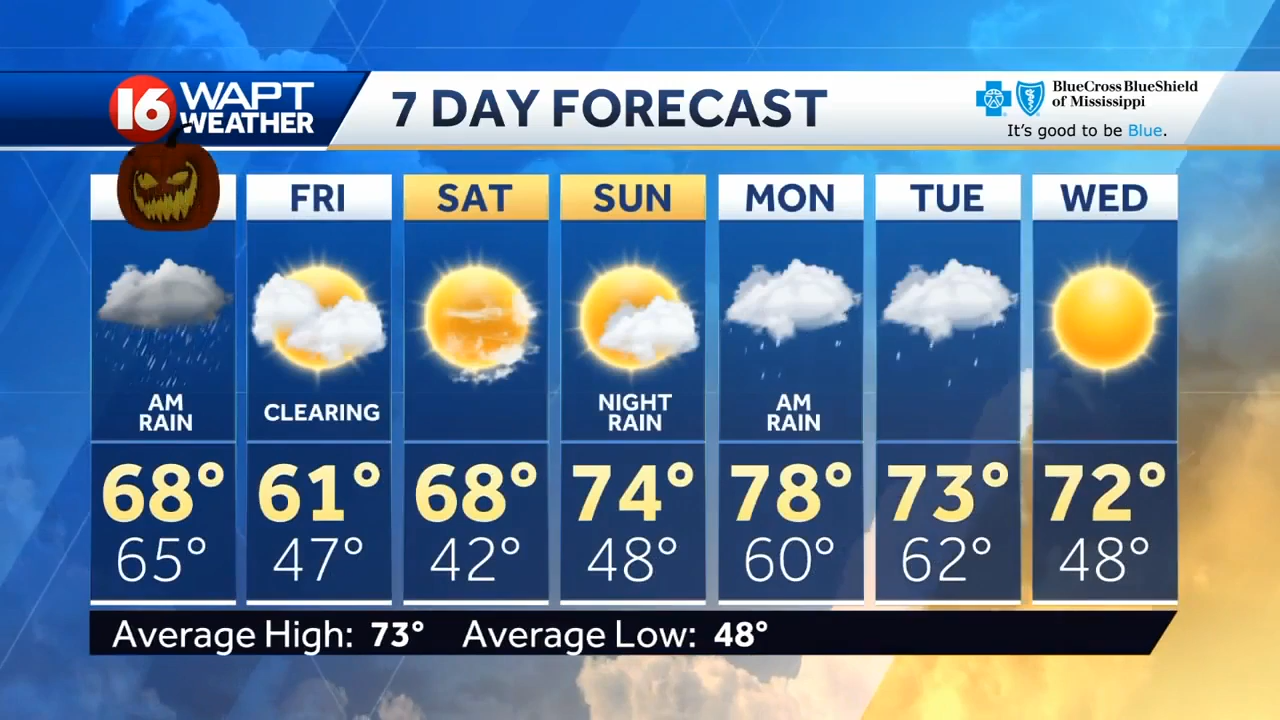 16 WAPT
WEATHER
7 DAY FORECAST
BlueCross BlueShield
of Mississippi
It's good to be Blue.
FRI SAT SUN MON TUE WED
AM
RAIN
CLEARING
NIGHT
RAIN
AM
RAIN
68° 61° 68° 74° 78° 73° 72°
65° 47° 42° 48° 60° 62° 48°
Average High: 73° Average Low: 48°